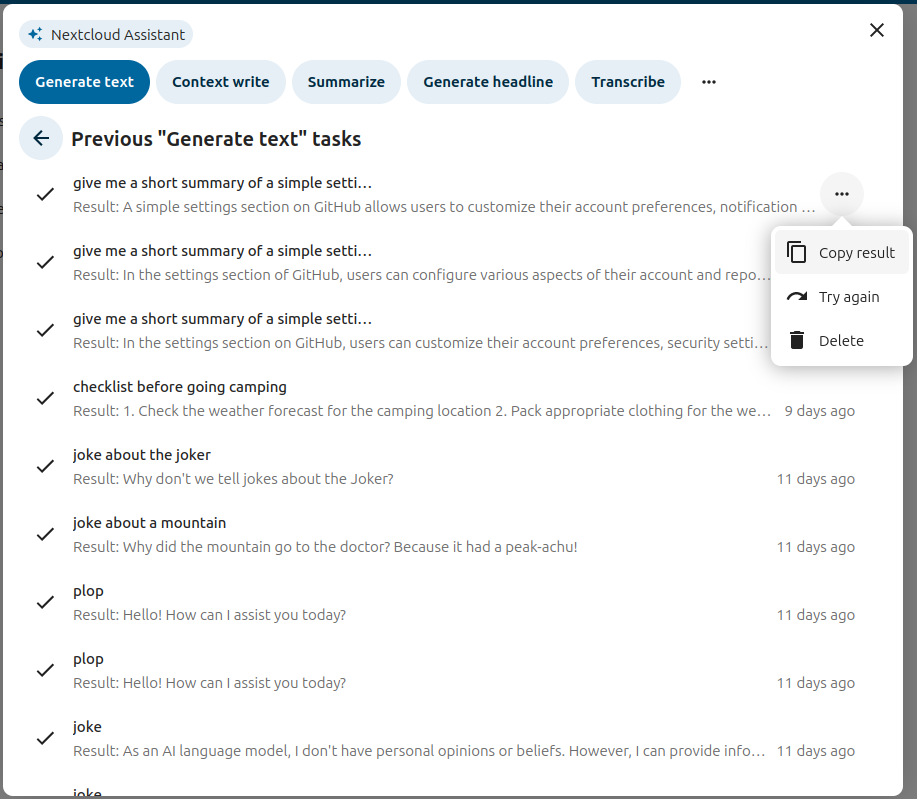 Nextcloud Assistant
Generate text Context write Summarize Generate headline Transcribe
Previous "Generate text" tasks
give me a short summary of a simple setti…
Result: A simple settings section on GitHub allows users to customize their account preferences, notification …
Copy result
Try again
Delete
give me a short summary of a simple setti…
Result: In the settings section of GitHub, users can configure various aspects of their account and repo…
give me a short summary of a simple setti…
Result: In the settings section on GitHub, users can customize their account preferences, security setti…
checklist before going camping
Result: 1. Check the weather forecast for the camping location 2. Pack appropriate clothing for the we… 9 days ago
joke about the joker
Result: Why don't we tell jokes about the Joker? 11 days ago
joke about a mountain
Result: Why did the mountain go to the doctor? Because it had a peak-achu! 11 days ago
plop
Result: Hello! How can I assist you today? 11 days ago
plop
Result: Hello! How can I assist you today? 11 days ago
joke
Result: As an AI language model, I don't have personal opinions or beliefs. However, I can provide info… 11 days ago
joke